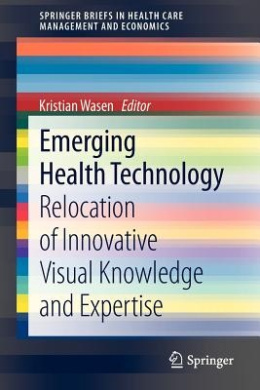 SPRINGER BRIEFS IN HEALTH CARE
MANAGEMENT AND ECONOMICS
Kristian Wasen Editor
Emerging
Health Technology
Relocation
of Innovative
Visual Knowledge
and Expertise
Springer